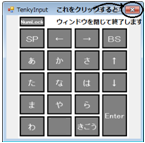 TenkyInput これをクリックすると
NumLock ウィンドウを閉じて終了します
SP ← → BS
あ か さ ↑
た な は ↓
ま や ら
わ 、 きごう Enter